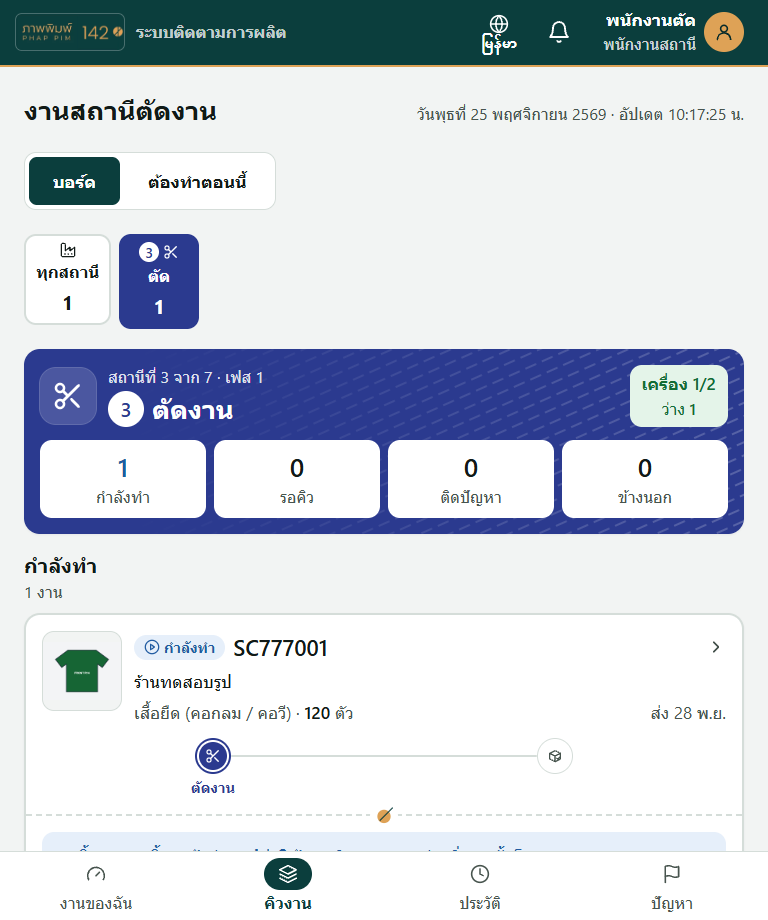 ภาพพิมพ์ 142
PHAP PIM
ระบบติดตามการผลิต
မြန်မာ
พนักงานตัด
พนักงานสถานี
งานสถานีตัดงาน
วันพุธที่ 25 พฤศจิกายน 2569 · อัปเดต 10:17:25 น.
บอร์ด
ต้องทำตอนนี้
ทุกสถานี
1
3
ตัด
1
สถานีที่ 3 จาก 7 · เฟส 1
3 ตัดงาน
เครื่อง 1/2
ว่าง 1
1
กำลังทำ
0
รอคิว
0
ติดปัญหา
0
ข้างนอก
กำลังทำ
1 งาน
กำลังทำ SC777001
ร้านทดสอบรูป
เสื้อยืด (คอกลม / คอวี) · 120 ตัว
ส่ง 28 พ.ย.
ตัดงาน
งานของฉัน
คิวงาน
ประวัติ
ปัญหา